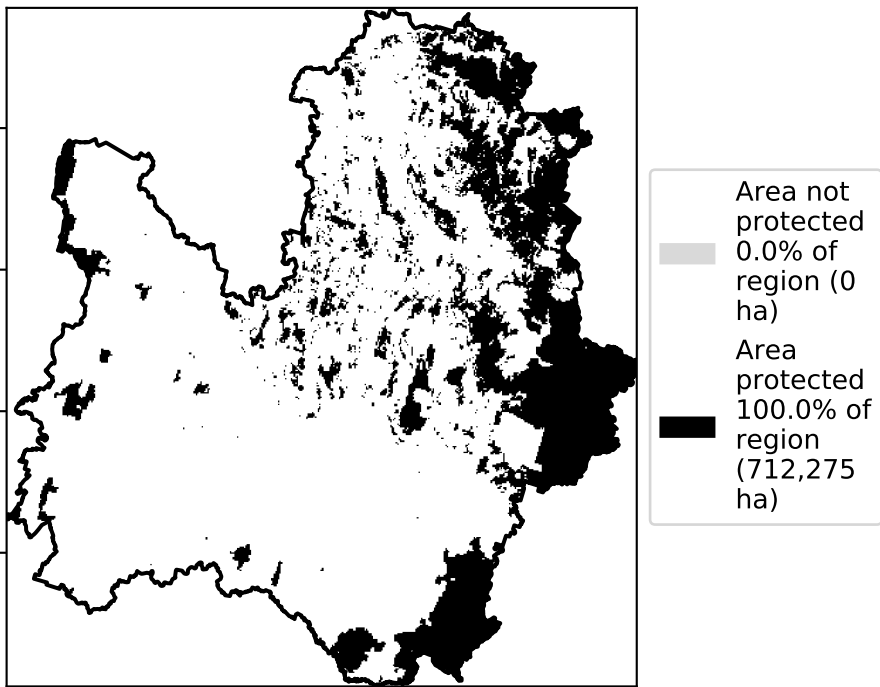 Area not
protected
0.0% of
region (0
ha)
Area
protected
100.0% of
region
(712,275
ha)